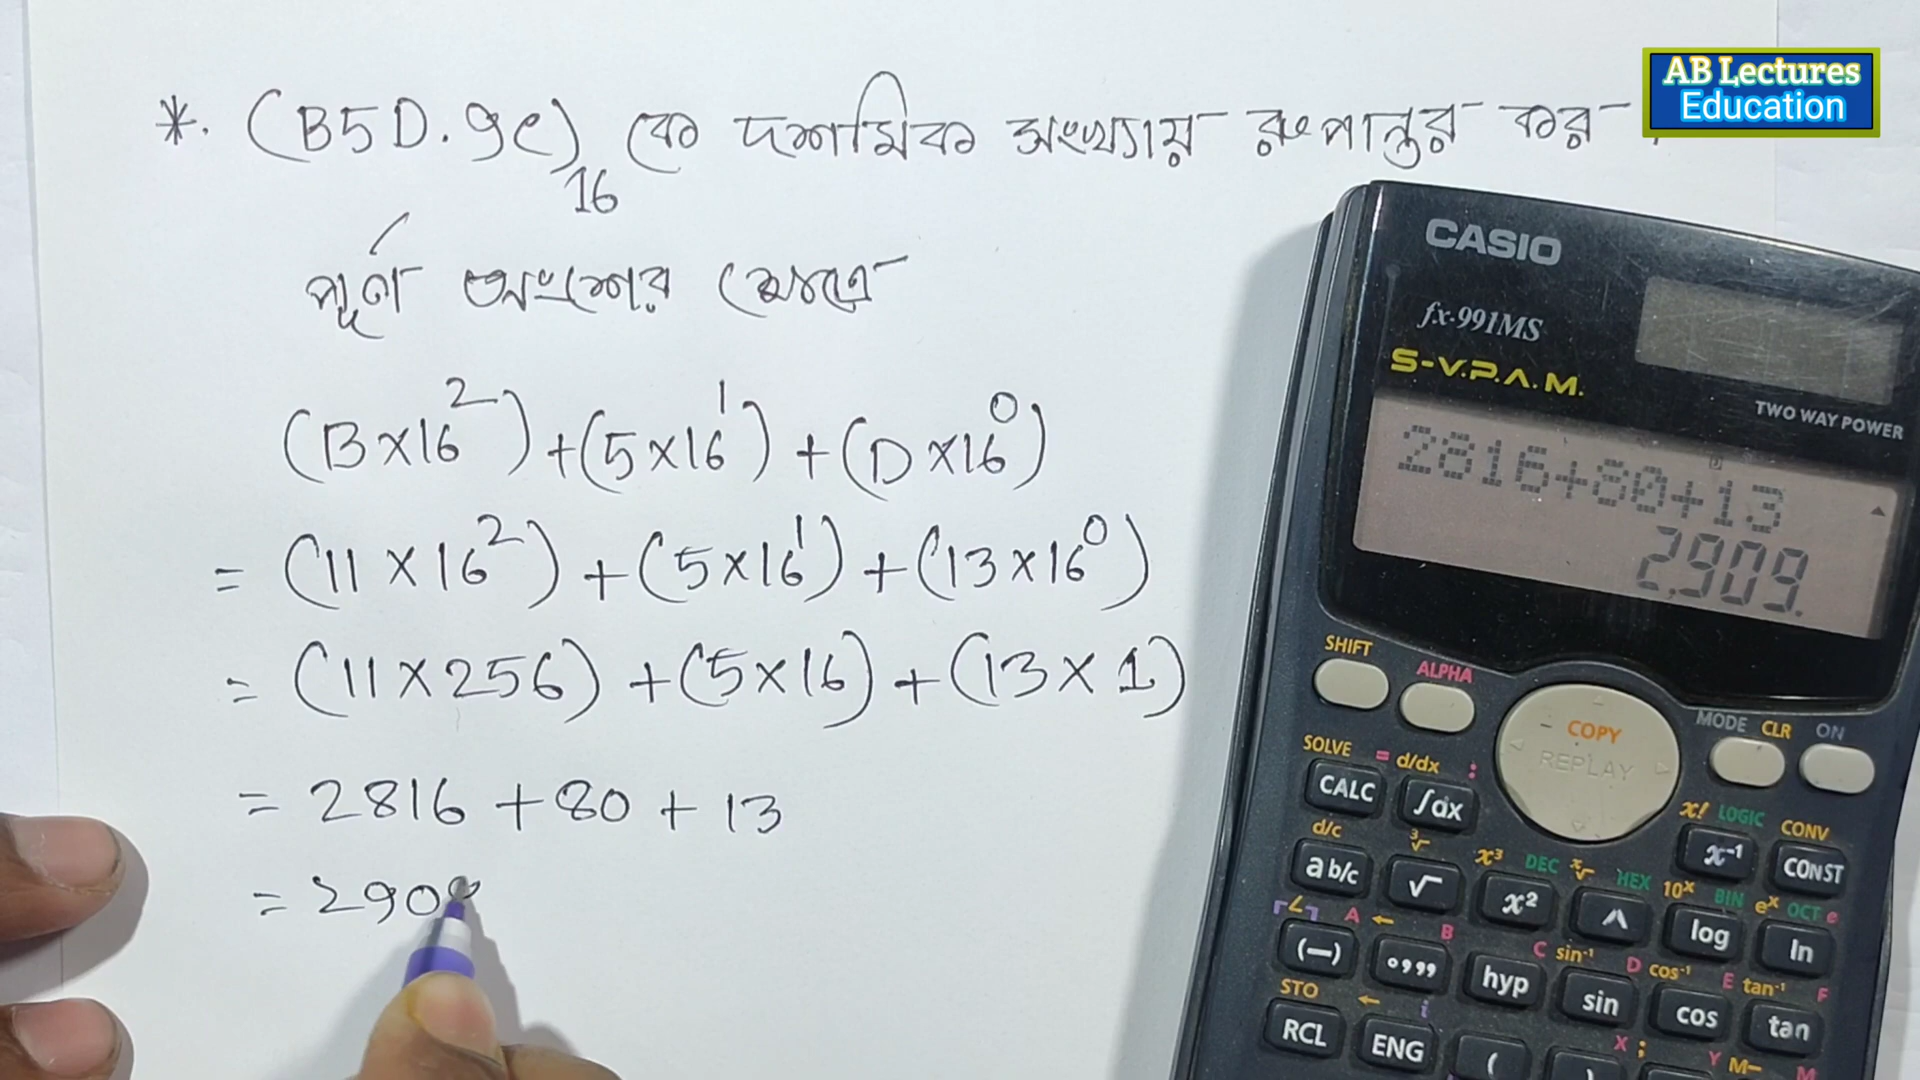 *. (B5D.9C)16 কে দশমিক সংখ্যায় রূপান্তর কর
AB Lectures
Education
পূর্ণ অংশের ক্ষেত্রে
(B×16²)+(5×16¹)+(D×16⁰)
= (11×16²)+(5×16¹)+(13×16⁰)
= (11×256)+(5×16)+(13×1)
= 2816+80+13
= 2909
CASIO
fx-991MS
S-V.P.A.M.
TWO WAY POWER
2816+80+13
2,909.
SHIFT ALPHA MODE CLR ON
COPY
REPLAY
SOLVE = d/dx : x! LOGIC CONV
CALC ∫dx x⁻¹ CONST
d/c ³√ x³ DEC ˣ√ HEX 10ˣ BIN eˣ OCT e
a b/c √ x² ^ log ln
∠ A ← B C sin⁻¹ D cos⁻¹ E tan⁻¹ F
(—) °,,, hyp sin cos tan
STO ← i X ; Y M– M
RCL ENG ( )